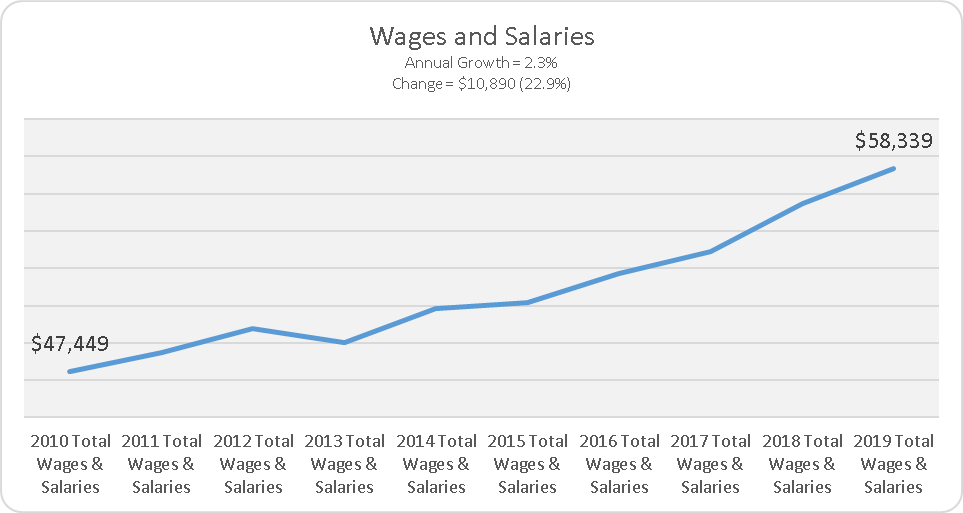 Wages and Salaries
Annual Growth = 2.3%
Change = $10,890 (22.9%)
$58,339
$47,449
2010 Total Wages & Salaries
2011 Total Wages & Salaries
2012 Total Wages & Salaries
2013 Total Wages & Salaries
2014 Total Wages & Salaries
2015 Total Wages & Salaries
2016 Total Wages & Salaries
2017 Total Wages & Salaries
2018 Total Wages & Salaries
2019 Total Wages & Salaries